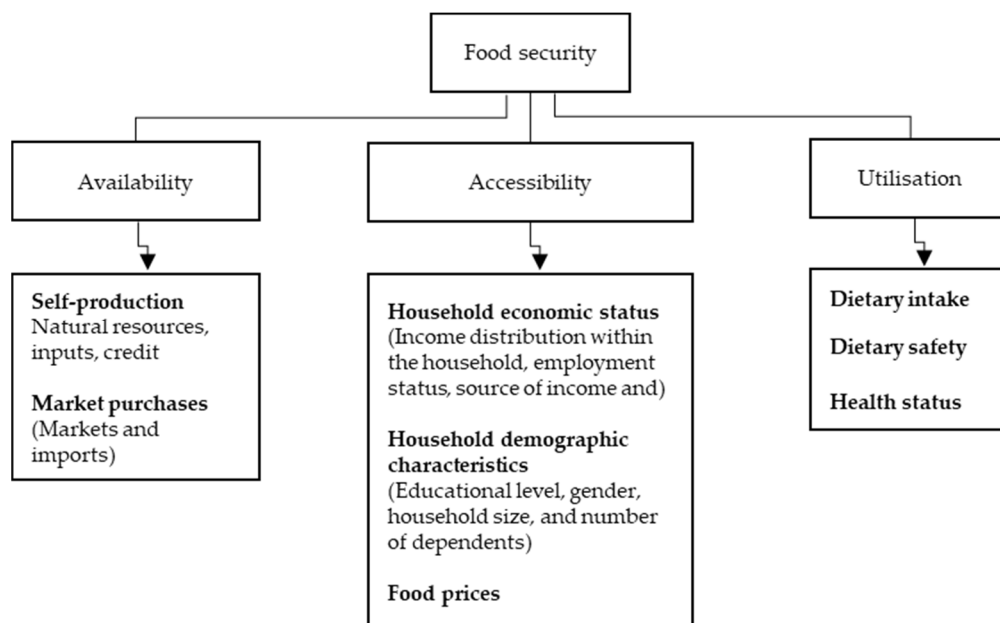 Food security
Availability
Accessibility
Utilisation
Self-production
Natural resources,
inputs, credit
Market purchases
(Markets and
imports)
Household economic status
(Income distribution within
the household, employment
status, source of income and)
Household demographic
characteristics
(Educational level, gender,
household size, and number
of dependents)
Food prices
Dietary intake
Dietary safety
Health status